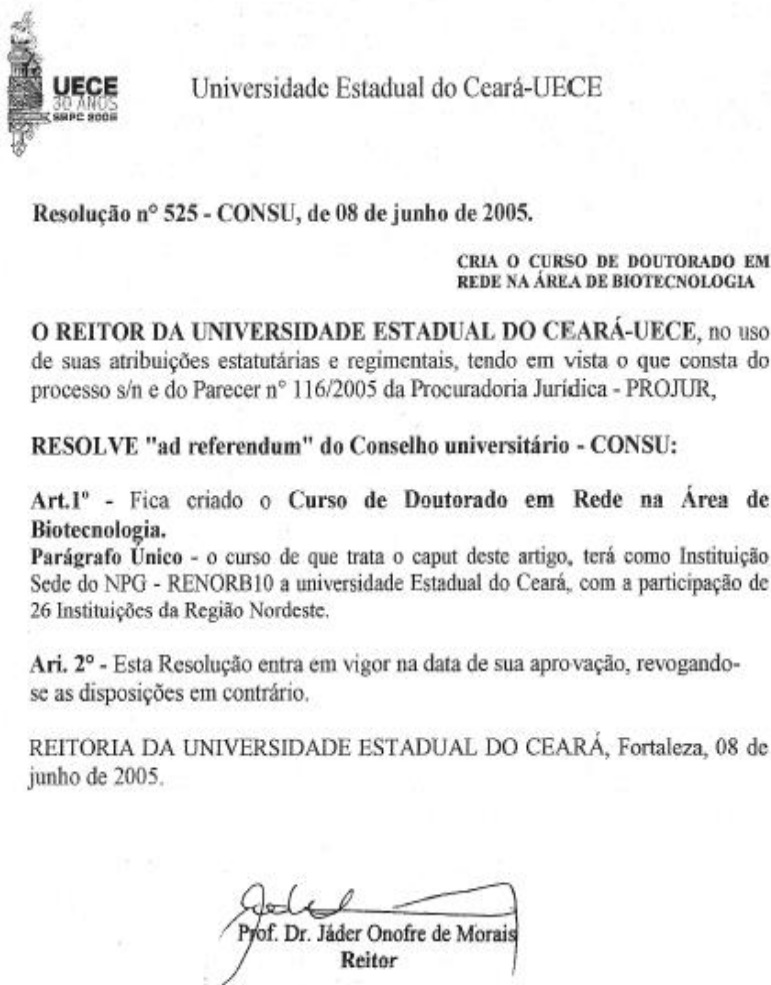 UECE
30 ANOS
SBPC 2005
Universidade Estadual do Ceará-UECE
Resolução nº 525 - CONSU, de 08 de junho de 2005.
CRIA O CURSO DE DOUTORADO EM
REDE NA ÁREA DE BIOTECNOLOGIA
O REITOR DA UNIVERSIDADE ESTADUAL DO CEARÁ-UECE, no uso
de suas atribuições estatutárias e regimentais, tendo em vista o que consta do
processo s/n e do Parecer nº 116/2005 da Procuradoria Jurídica - PROJUR,
RESOLVE "ad referendum" do Conselho universitário - CONSU:
Art.1º - Fica criado o Curso de Doutorado em Rede na Área de
Biotecnologia.
Parágrafo Único - o curso de que trata o caput deste artigo, terá como Instituição
Sede do NPG - RENORB10 a universidade Estadual do Ceará, com a participação de
26 Instituições da Região Nordeste.
Ari. 2º - Esta Resolução entra em vigor na data de sua aprovação, revogando-
se as disposições em contrário.
REITORIA DA UNIVERSIDADE ESTADUAL DO CEARÁ, Fortaleza, 08 de
junho de 2005.
Prof. Dr. Jáder Onofre de Morais
Reitor